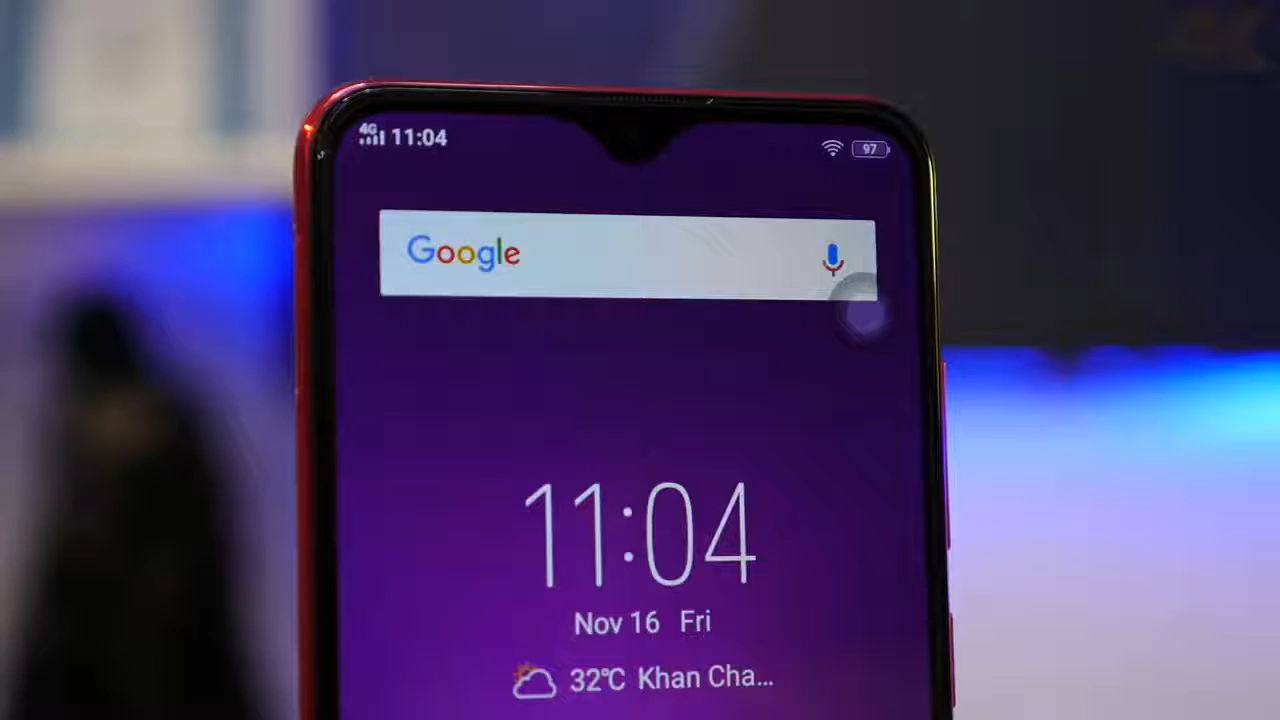 4G 11:04
97
Google
11:04
Nov 16 Fri
32℃ Khan Cha...